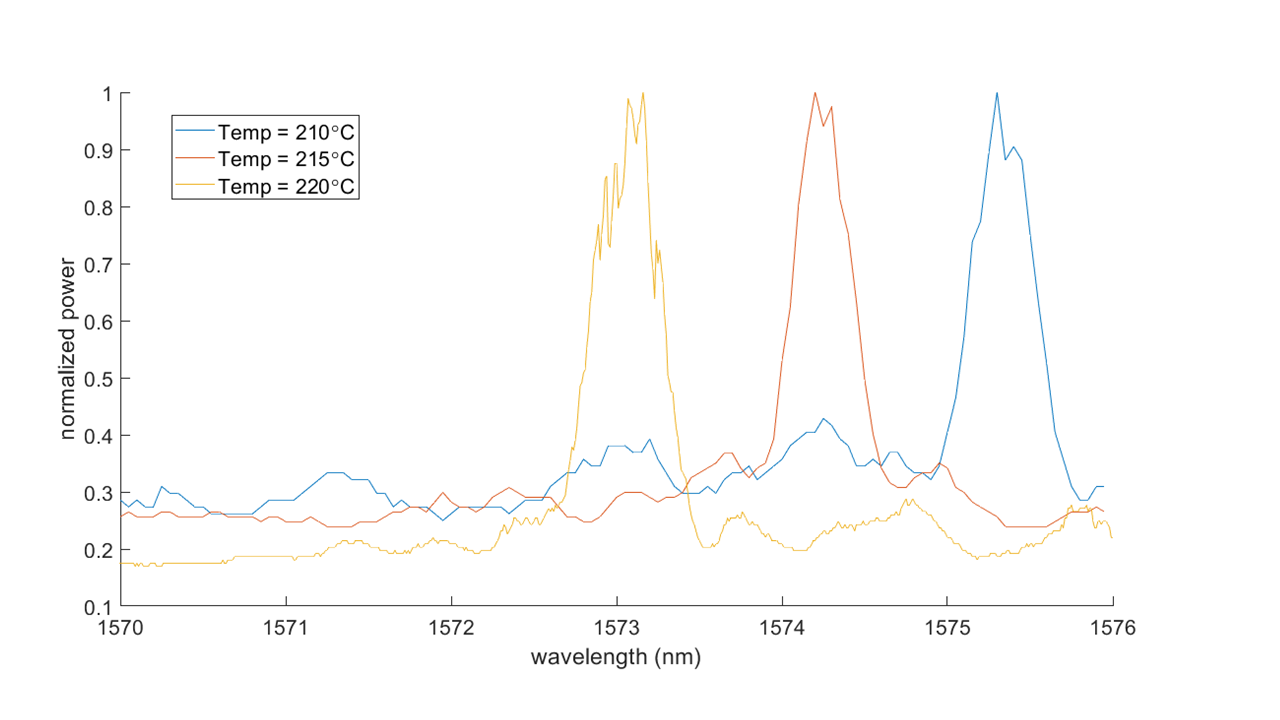 1
0.9
0.8
0.7
0.6
0.5
0.4
0.3
0.2
0.1
normalized power
Temp = 210°C
Temp = 215°C
Temp = 220°C
1570 1571 1572 1573 1574 1575 1576
wavelength (nm)